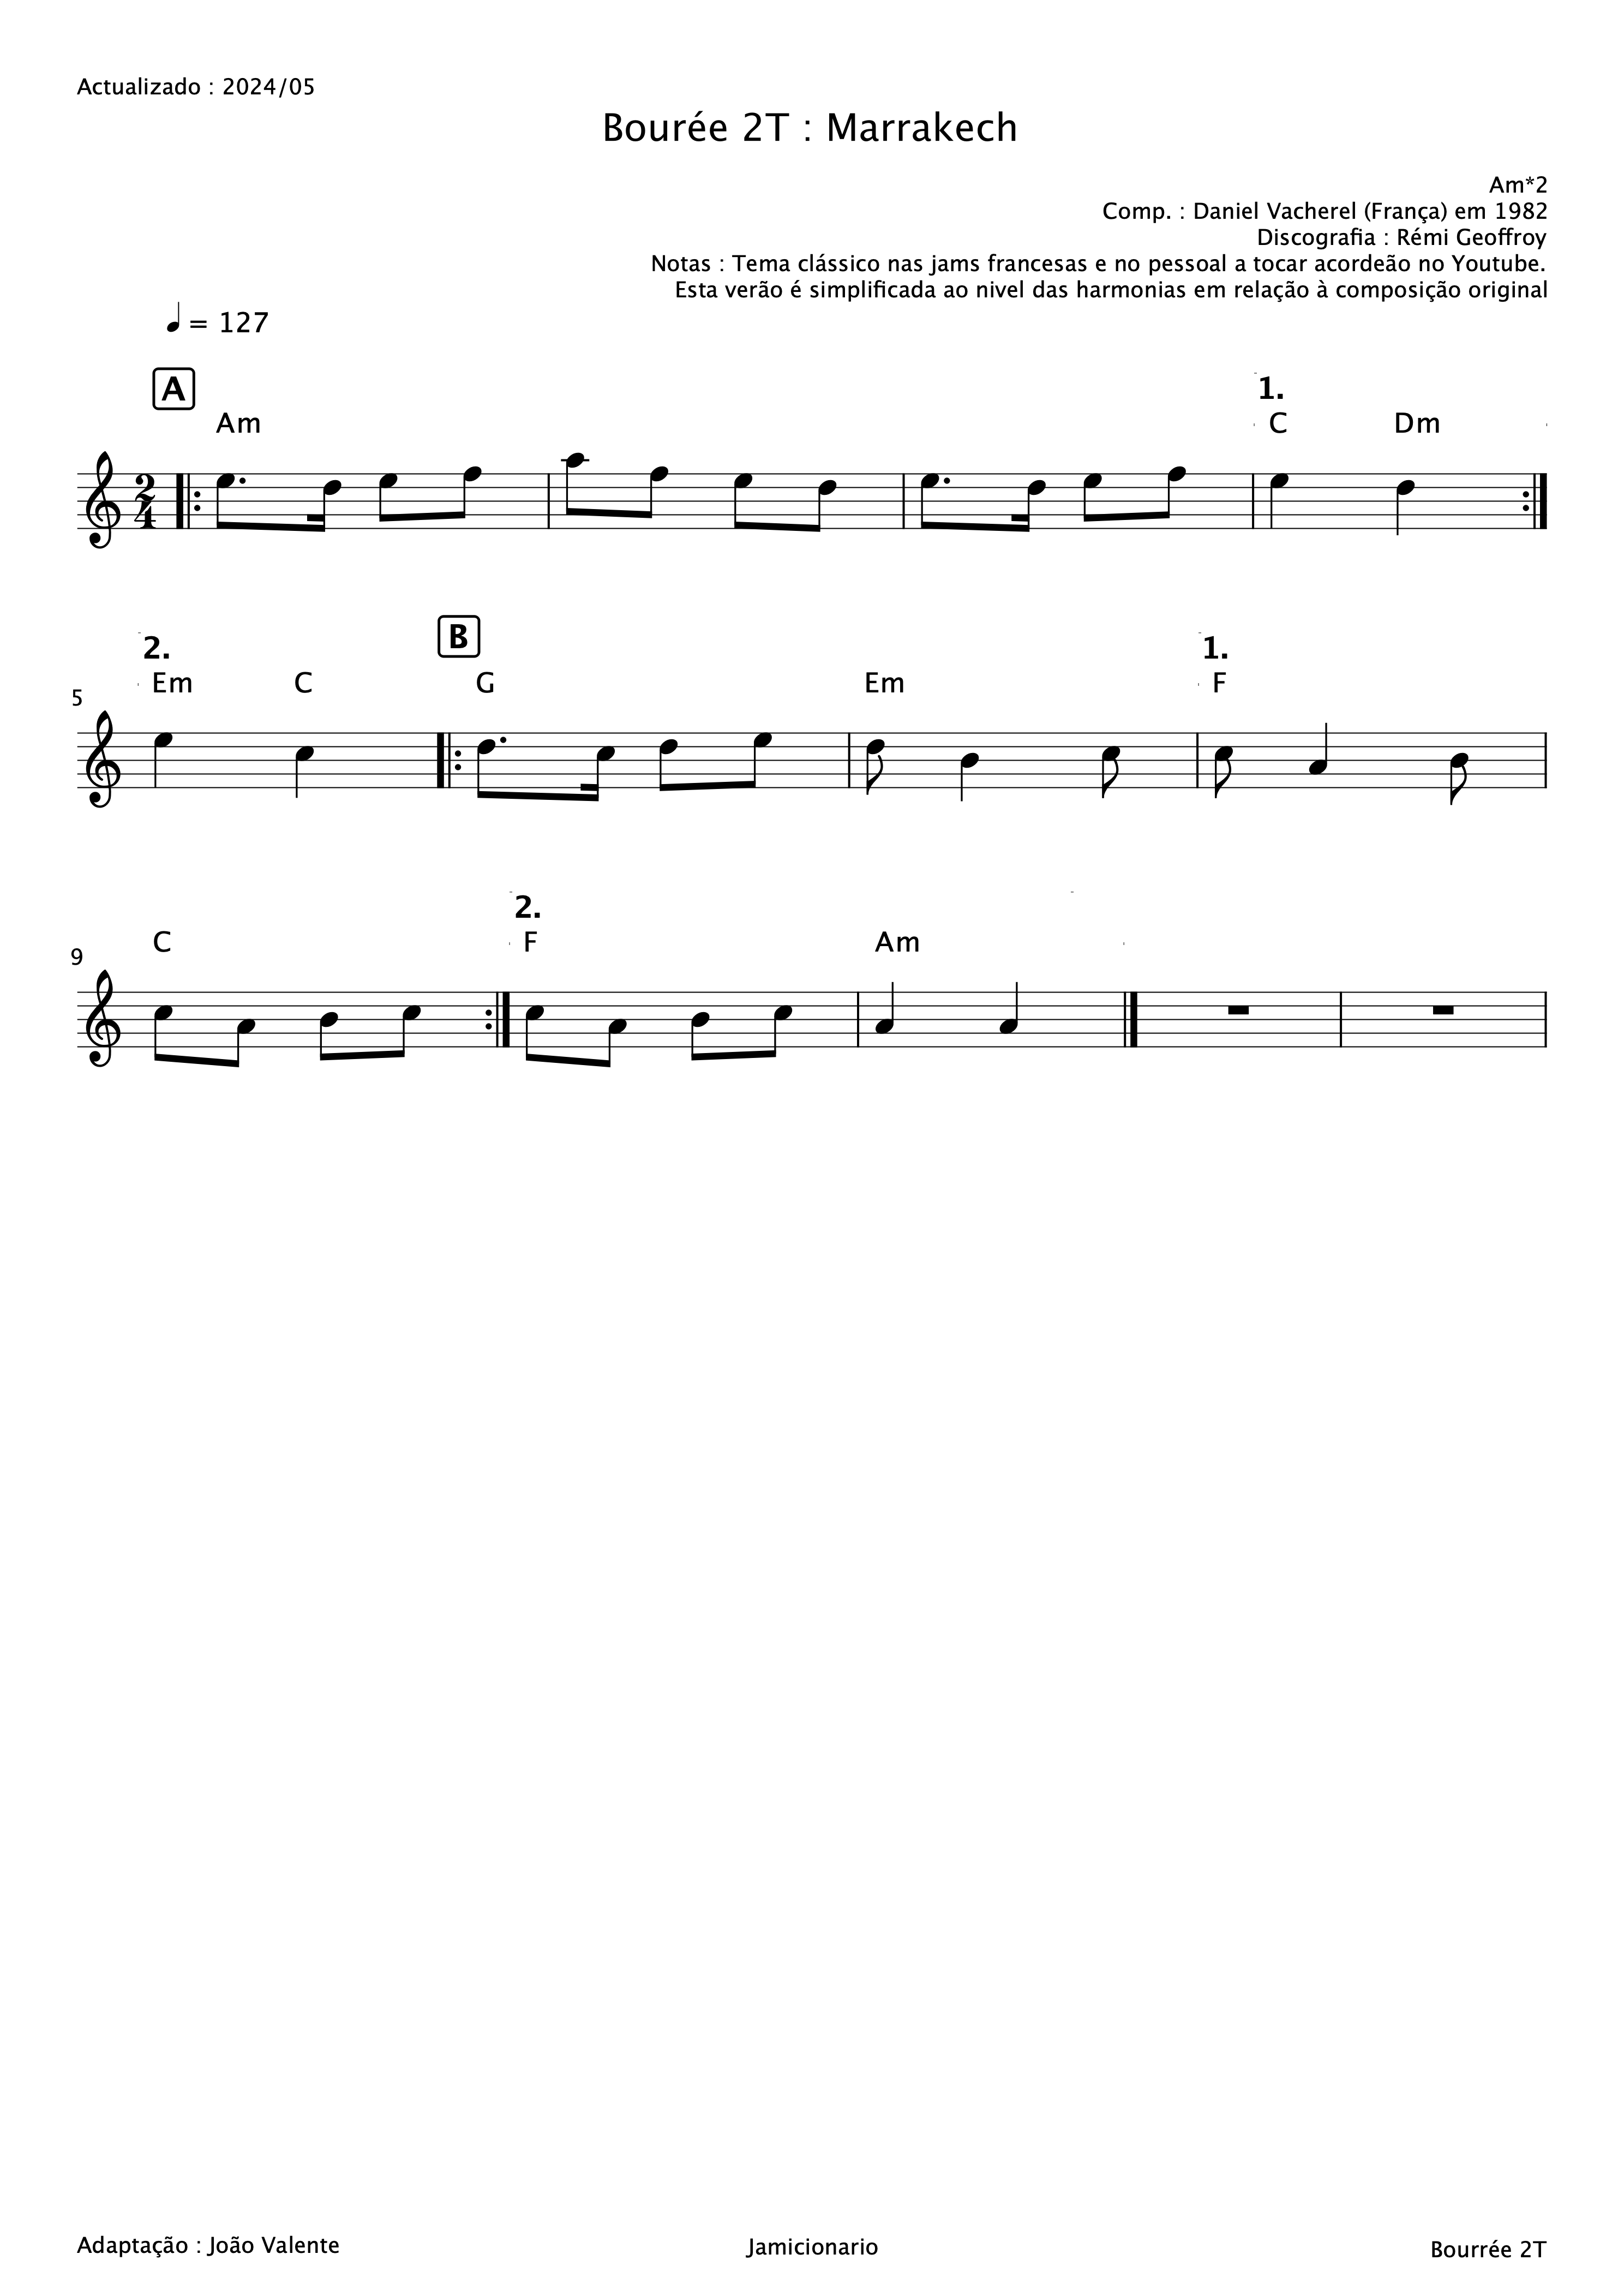 Actualizado : 2024/05
Bourée 2T : Marrakech
Am*2
Comp. : Daniel Vacherel (França) em 1982
Discografia : Rémi Geoffroy
Notas : Tema clássico nas jams francesas e no pessoal a tocar acordeão no Youtube.
Esta verão é simplificada ao nivel das harmonias em relação à composição original
= 127
A
1.
Am C Dm
2
4
B
2. 1.
Em C G Em F
5
2.
C F Am
9
Adaptação : João Valente Jamicionario Bourrée 2T